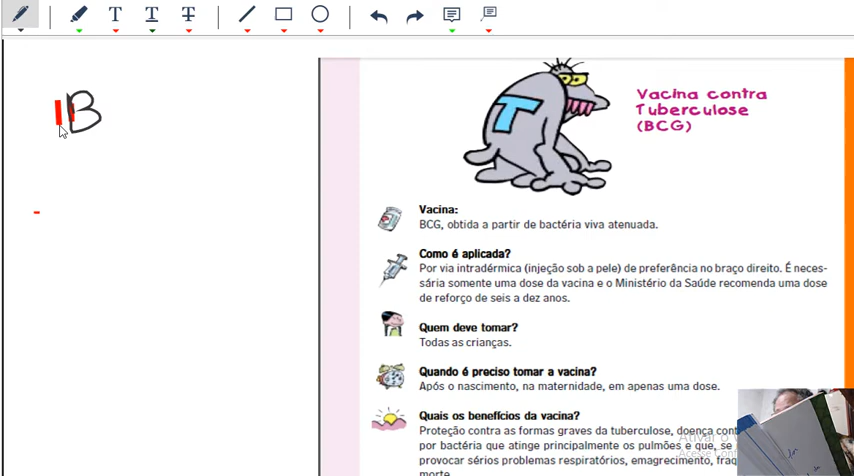 B
T
Vacina contra
Tuberculose
(BCG)
Vacina:
BCG, obtida a partir de bactéria viva atenuada.
Como é aplicada?
Por via intradérmica (injeção sob a pele) de preferência no braço direito. É neces-
sária somente uma dose da vacina e o Ministério da Saúde recomenda uma dose
de reforço de seis a dez anos.
Quem deve tomar?
Todas as crianças.
Quando é preciso tomar a vacina?
Após o nascimento, na maternidade, em apenas uma dose.
Quais os benefícios da vacina?
Proteção contra as formas graves da tuberculose, doença
por bactéria que atinge principalmente os pulmões e que, se
provocar sérios problemas respiratórios, emagrecimento,
morte.
Ativar o